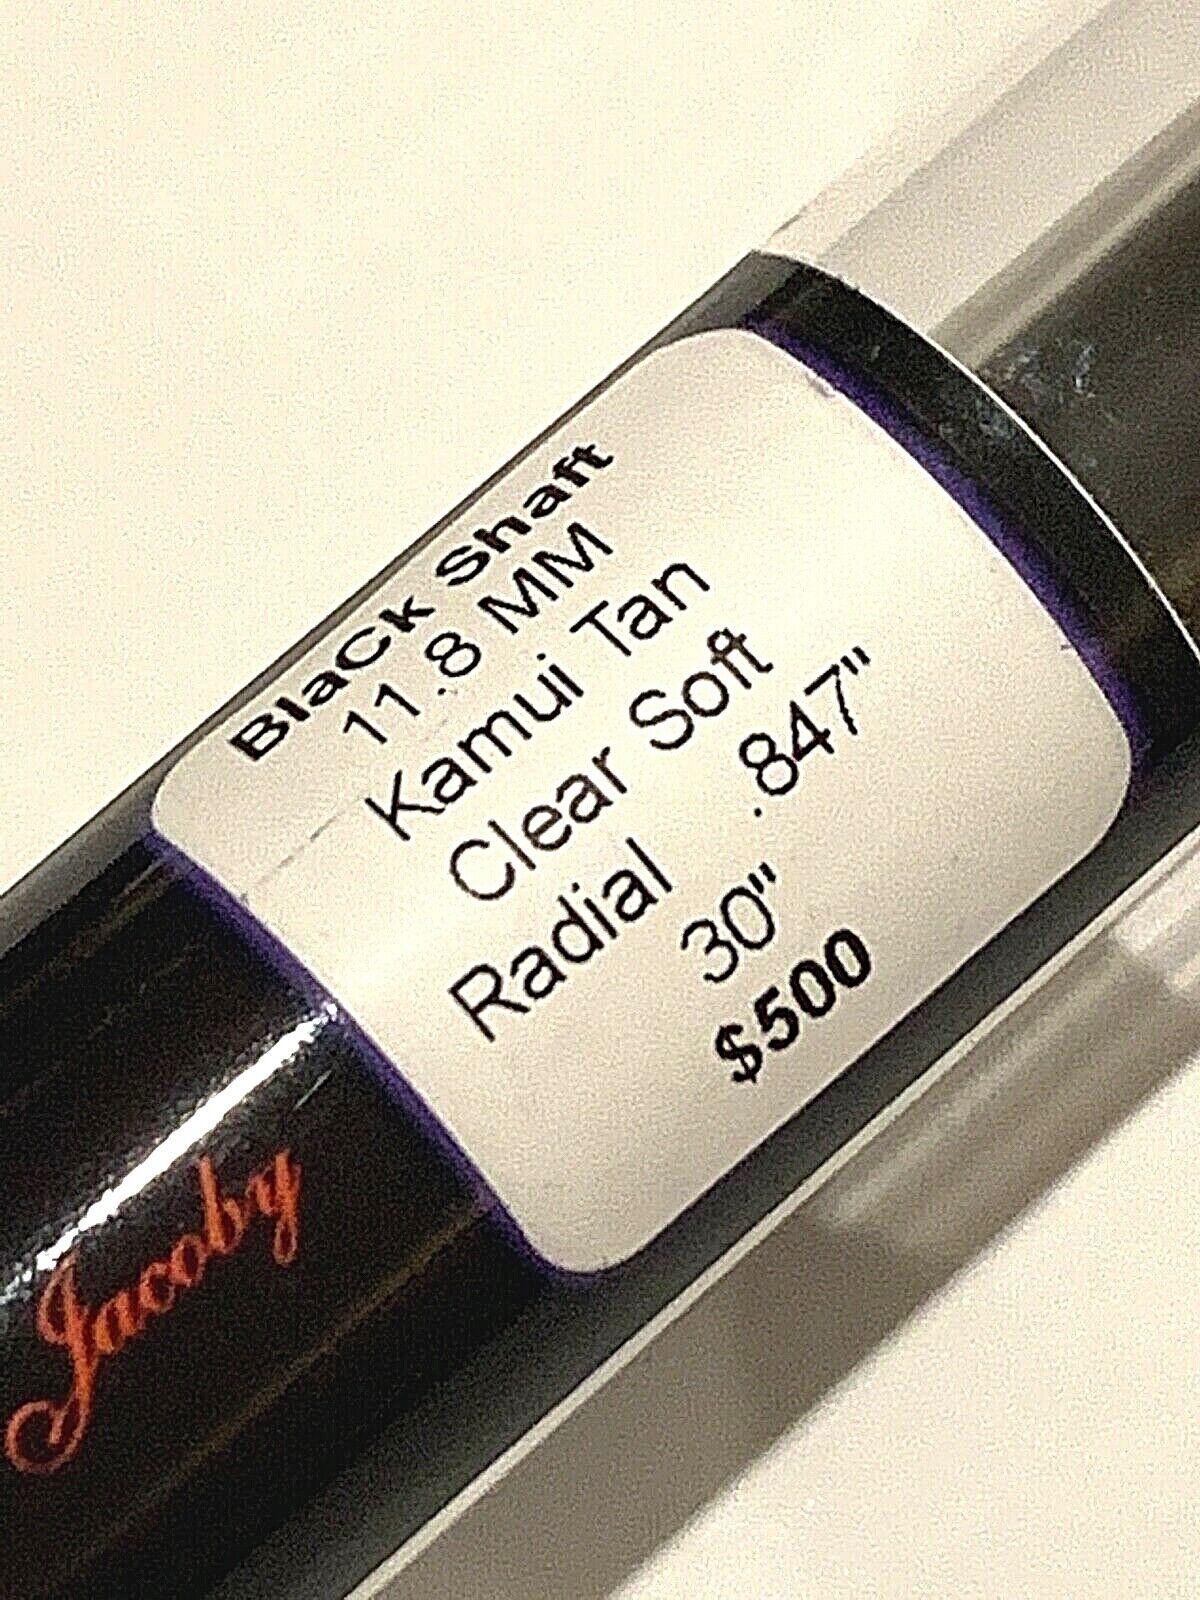 BlaCk Shaft
11.8 MM
Kamui Tan
Clear Soft
Radial .847"
30"
$500
Jacoby